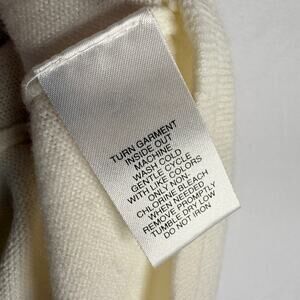 TURN GARMENT
INSIDE OUT
MACHINE
WASH COLD
GENTLE CYCLE
WITH LIKE COLORS
ONLY NON-
CHLORINE BLEACH
WHEN NEEDED
REMOVE PROMPTLY
TUMBLE DRY LOW
DO NOT IRON